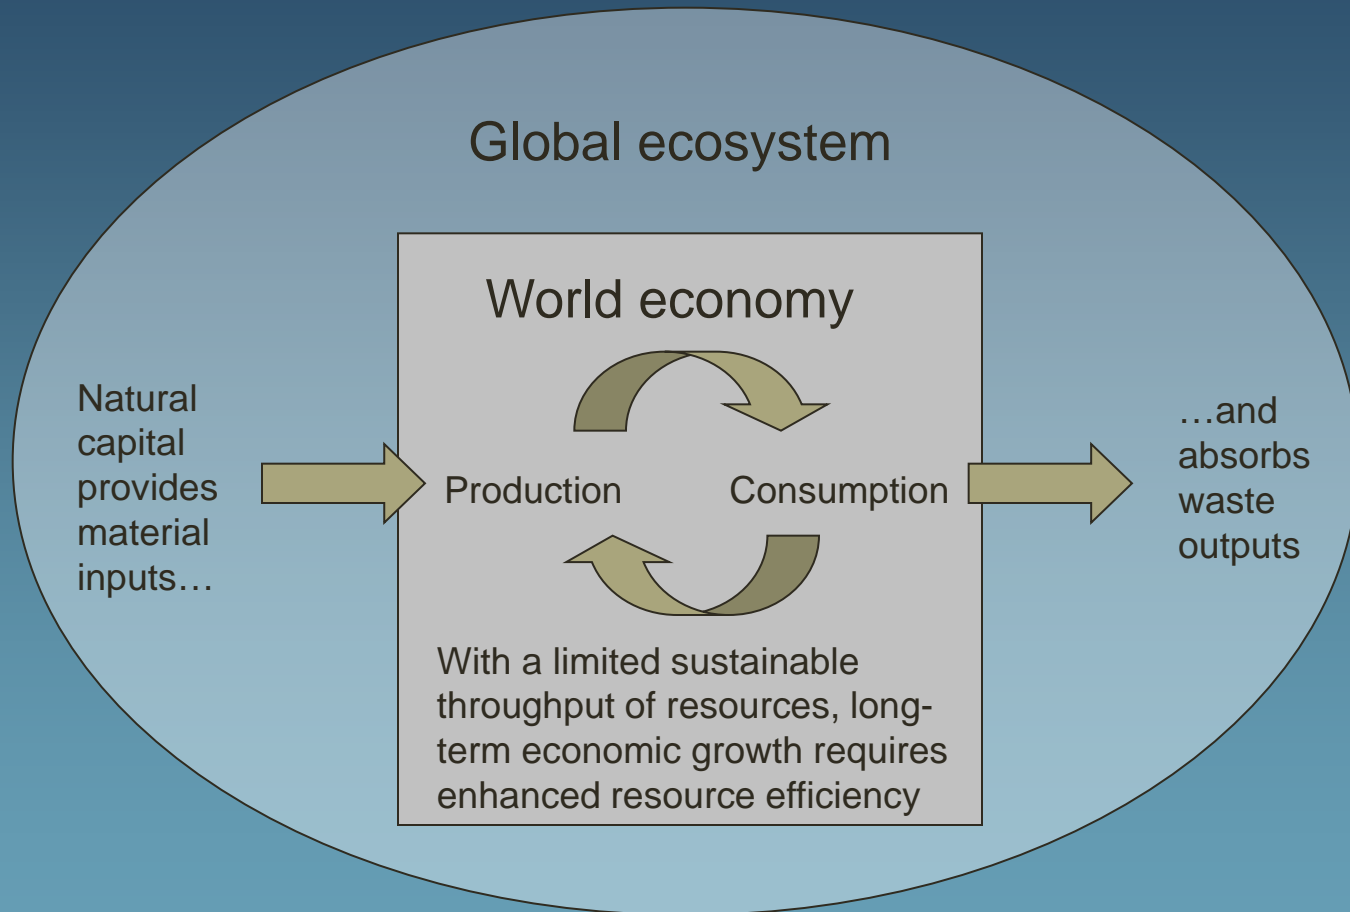 Global ecosystem
World economy
Natural
capital
provides
material
inputs…
Production
Consumption
…and
absorbs
waste
outputs
With a limited sustainable
throughput of resources, long-
term economic growth requires
enhanced resource efficiency